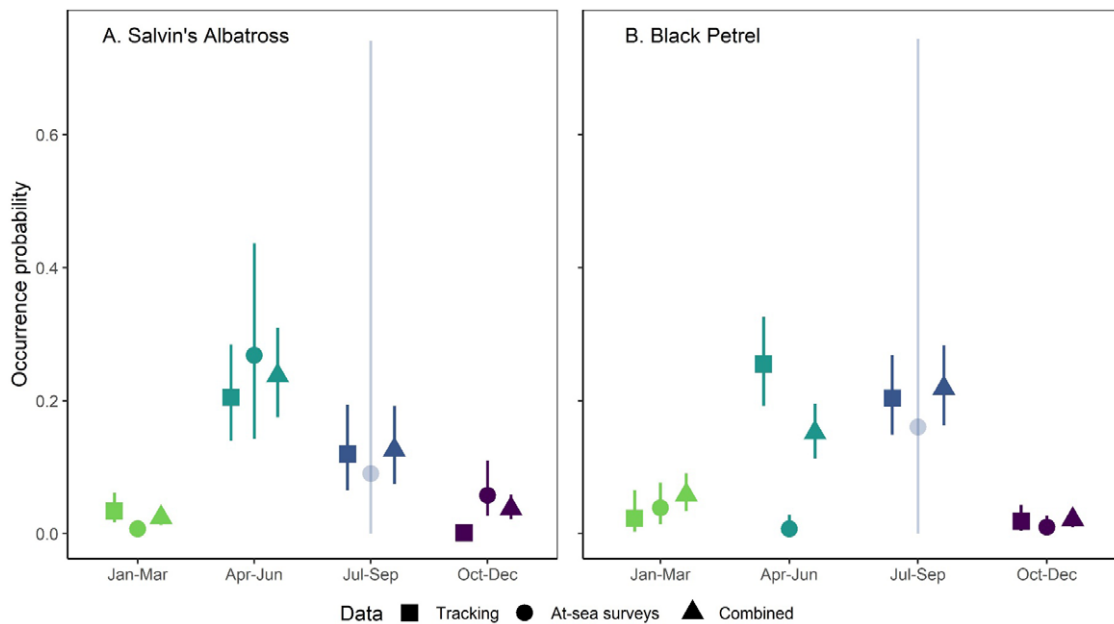 A. Salvin's Albatross
B. Black Petrel
Occurrence probability
0.6
0.4
0.2
0.0
Jan-Mar Apr-Jun Jul-Sep Oct-Dec
Jan-Mar Apr-Jun Jul-Sep Oct-Dec
Data Tracking At-sea surveys Combined